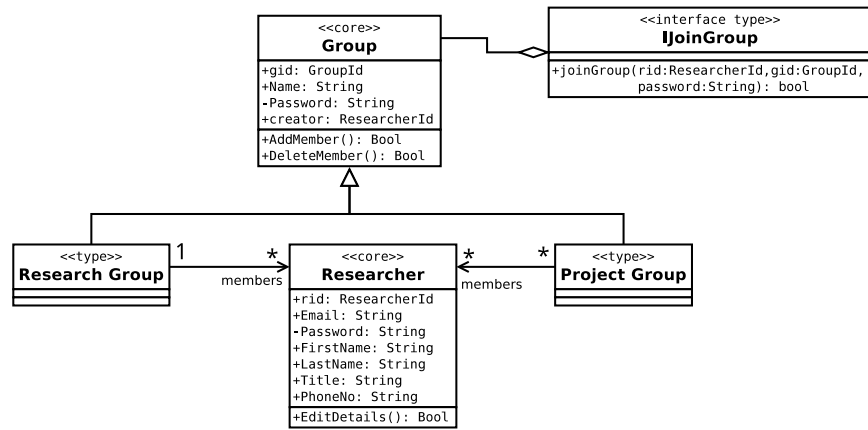 <<core>>
Group
+gid: GroupId
+Name: String
-Password: String
+creator: ResearcherId
+AddMember(): Bool
+DeleteMember(): Bool
<<interface type>>
IJoinGroup
+joinGroup(rid:ResearcherId,gid:GroupId,
password:String): bool
<<type>>
Research Group
1
*
members
<<core>>
Researcher
+rid: ResearcherId
+Email: String
-Password: String
+FirstName: String
+LastName: String
+Title: String
+PhoneNo: String
+EditDetails(): Bool
*
*
members
<<type>>
Project Group